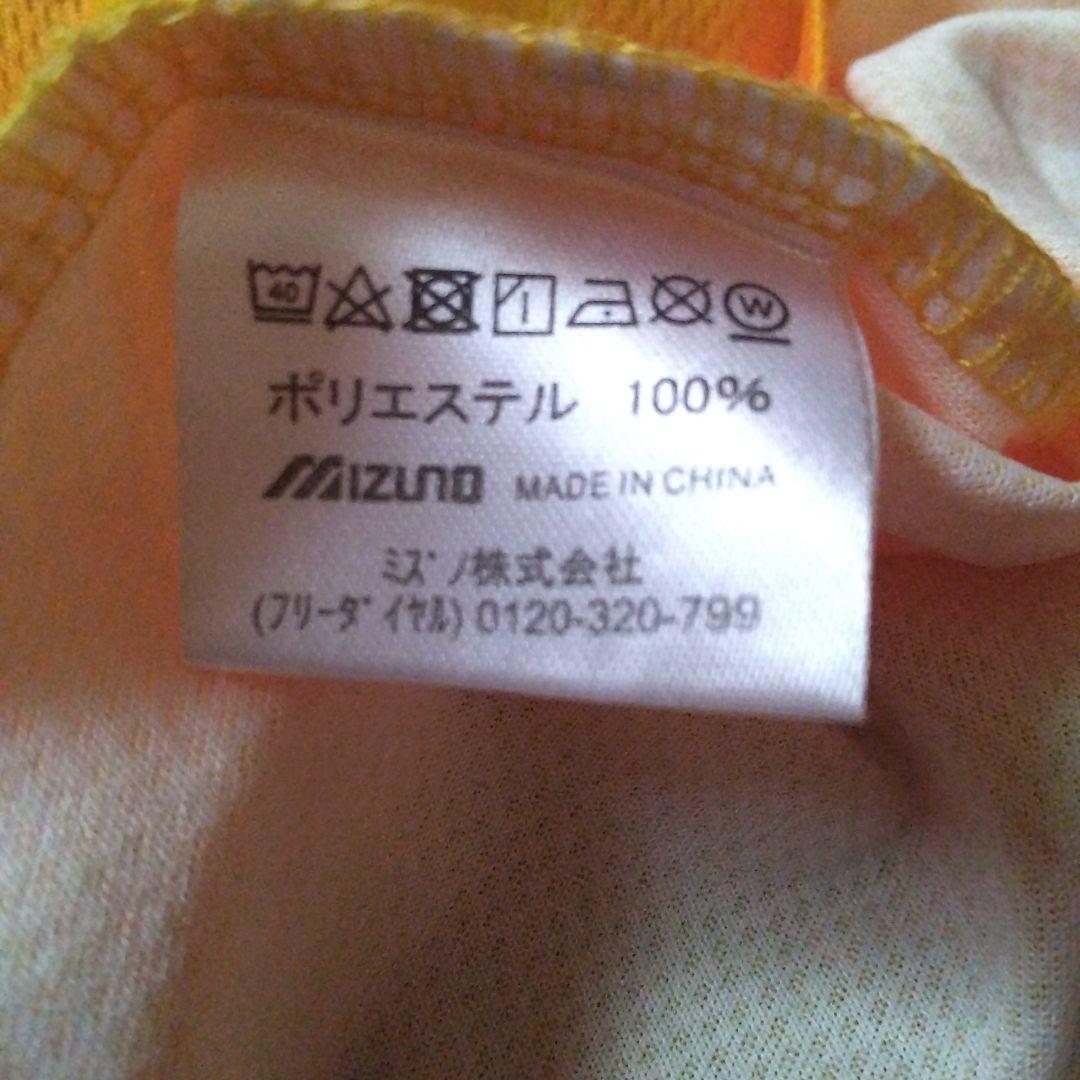 40 W
ポリエステル 100%
MIZUNO MADE IN CHINA
ミズノ株式会社
(フリーダイヤル) 0120-320-799